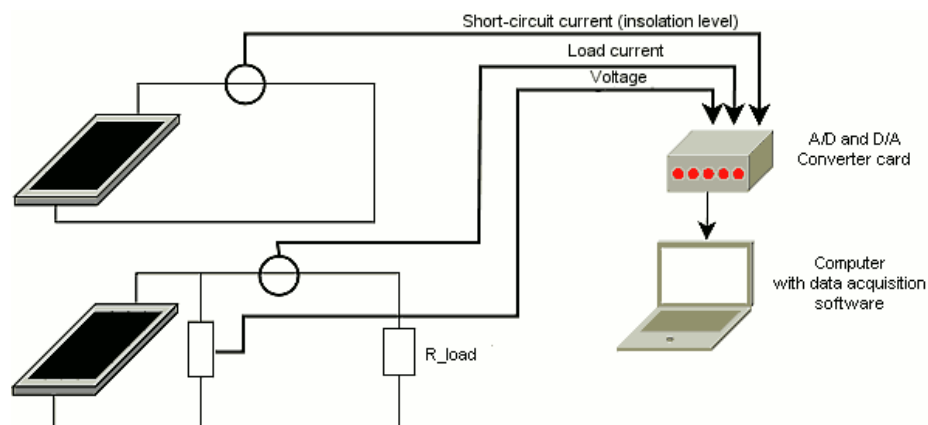 Short-circuit current (insolation level)
Load current
Voltage
A/D and D/A
Converter card
Computer
with data acquisition
software
R_load